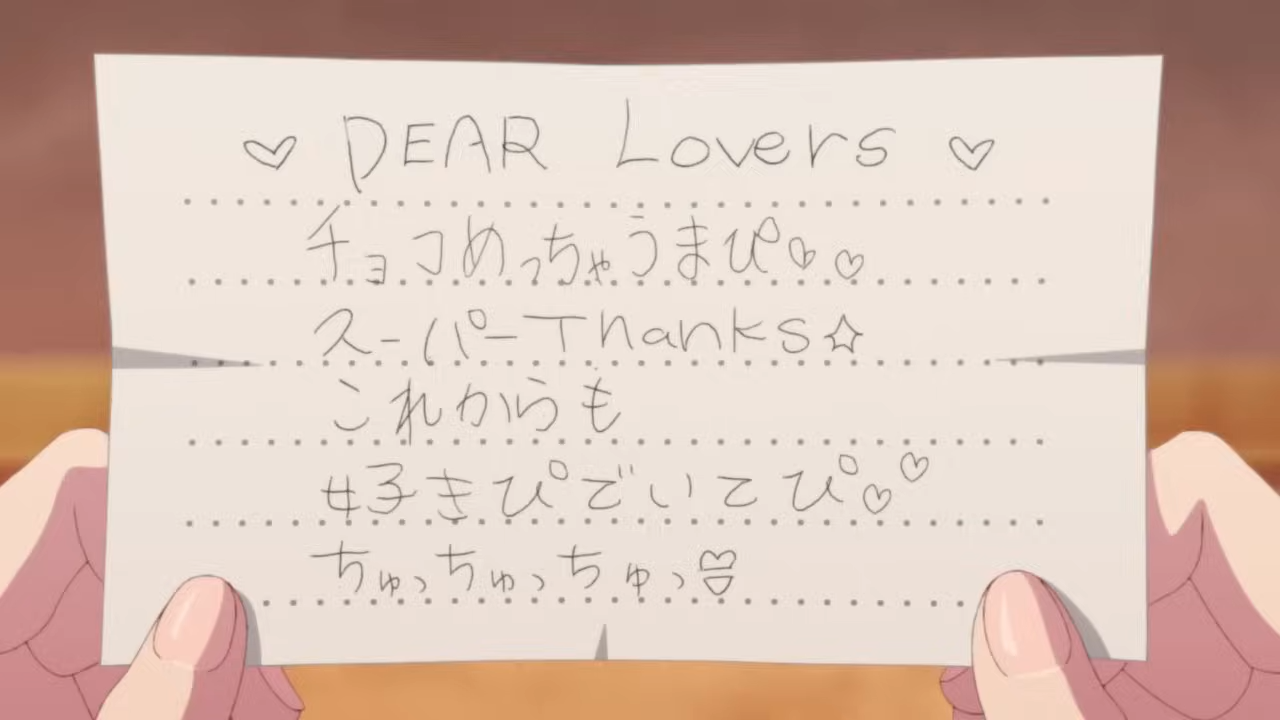 ♡ DEAR Lovers ♡
チョコめっちゃうまぴ♡♡
スーパーThanks☆
これからも
好きぴでいてぴ♡♡
ちゅっちゅっちゅっ♡